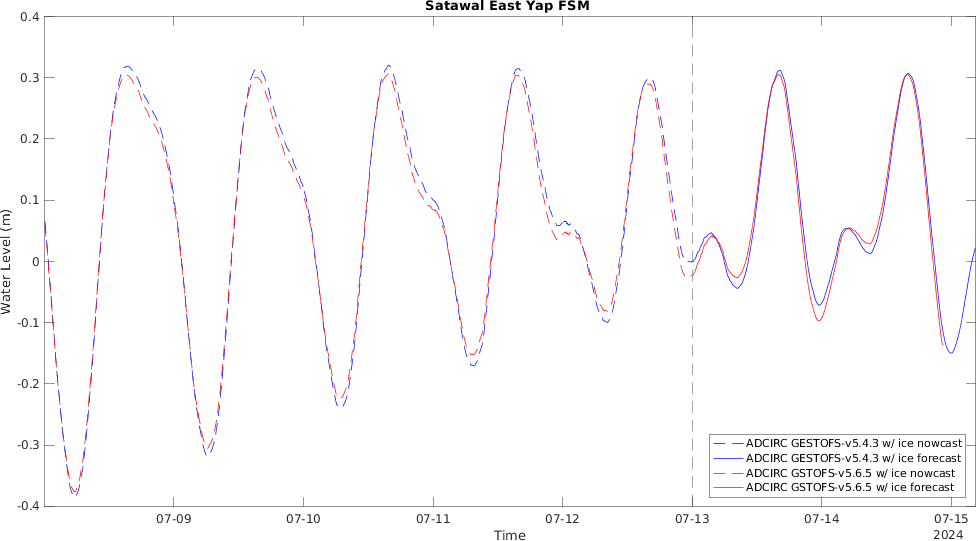 Satawal East Yap FSM
0.4
0.3
0.2
0.1
0
-0.1
-0.2
-0.3
-0.4
Water Level (m)
07-09
07-10
07-11
07-12
07-13
07-14
07-15
2024
Time
ADCIRC GESTOFS-v5.4.3 w/ ice nowcast
ADCIRC GESTOFS-v5.4.3 w/ ice forecast
ADCIRC GSTOFS-v5.6.5 w/ ice nowcast
ADCIRC GSTOFS-v5.6.5 w/ ice forecast